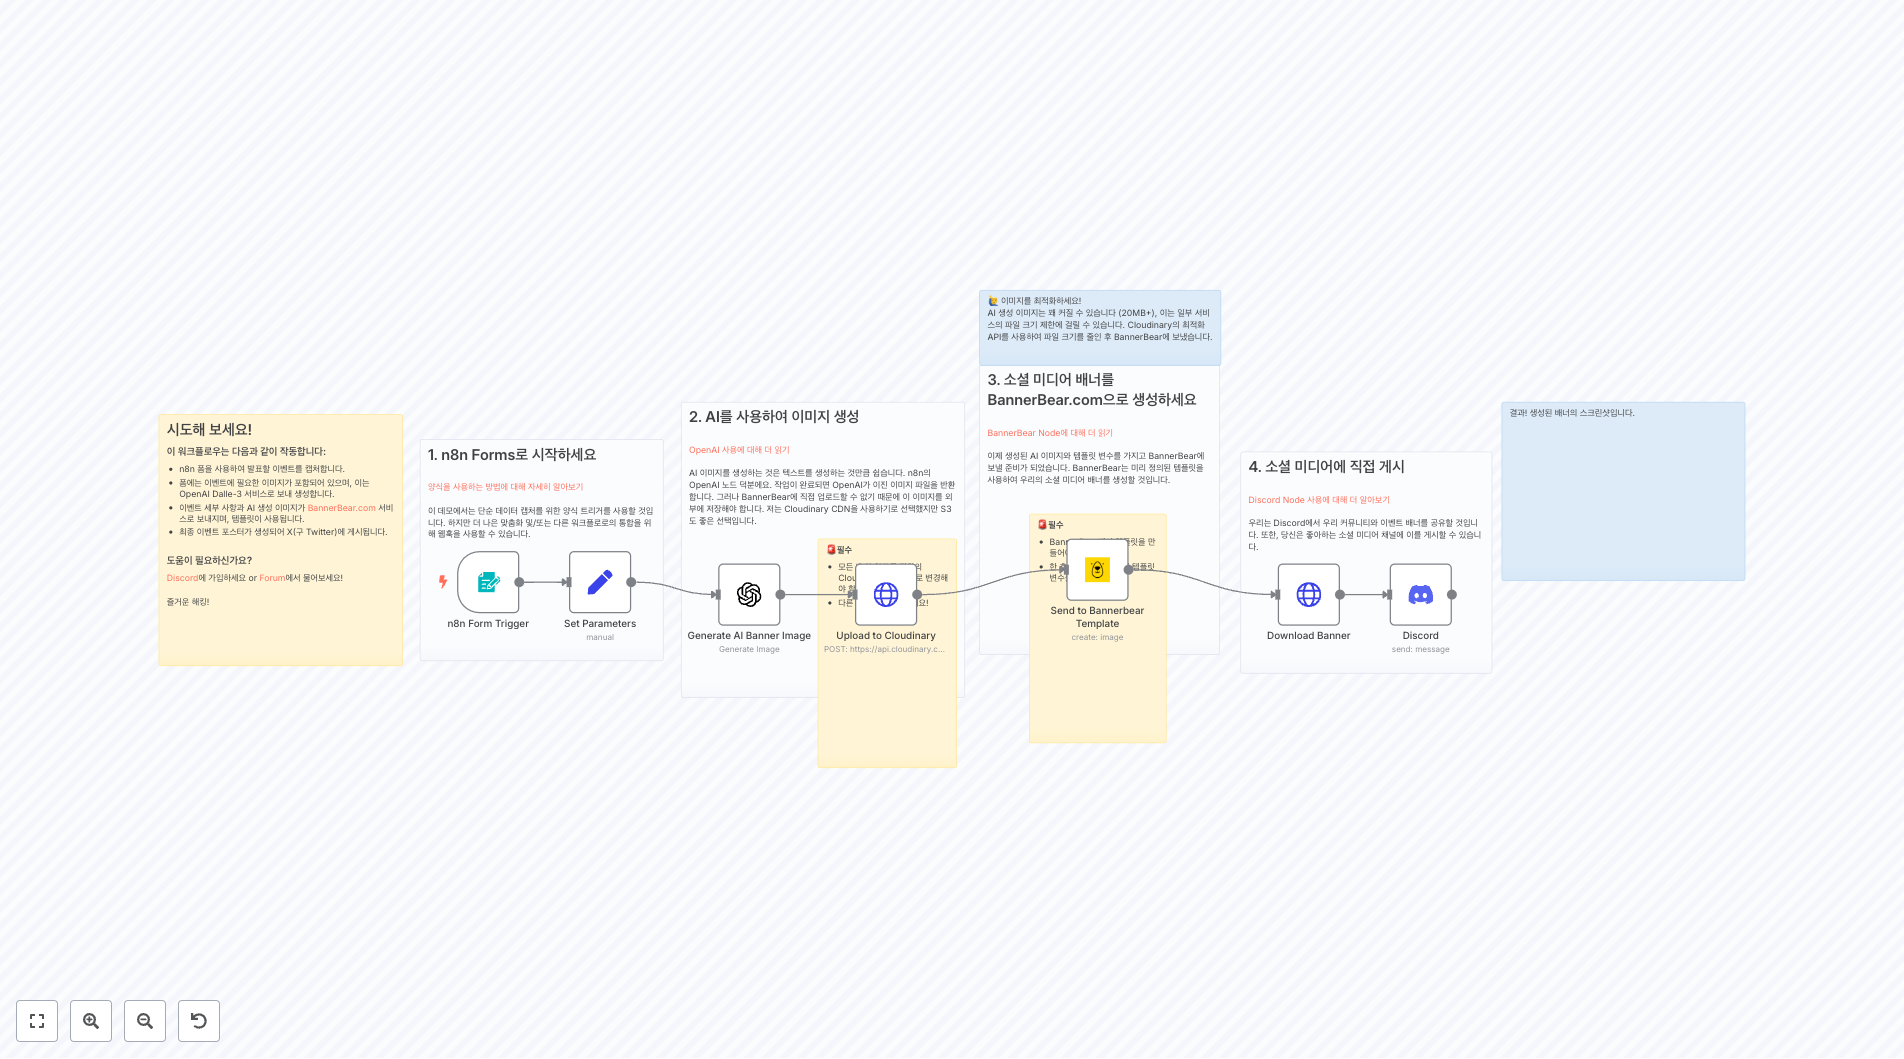 시도해 보세요!
이 워크플로우는 다음과 같이 작동합니다:
• n8n 폼을 사용하여 발표할 이벤트를 캡처합니다.
• 폼에는 이벤트에 필요한 이미지가 포함되어 있으며, 이는
OpenAI Dalle-3 서비스로 보내 생성합니다.
• 이벤트 세부 사항과 AI 생성 이미지가 BannerBear.com 서비
스로 보내지며, 템플릿이 사용됩니다.
• 최종 이벤트 포스터가 생성되어 X(구 Twitter)에 게시됩니다.
도움이 필요하신가요?
Discord에 가입하세요 or Forum에서 물어보세요!
즐거운 해킹!
1. n8n Forms로 시작하세요
양식을 사용하는 방법에 대해 자세히 알아보기
이 데모에서는 단순 데이터 캡처를 위한 양식 트리거를 사용할 것입
니다. 하지만 더 나은 맞춤화 및/또는 다른 워크플로로의 통합을 위
해 웹훅을 사용할 수 있습니다.
n8n Form Trigger
Set Parameters
manual
2. AI를 사용하여 이미지 생성
OpenAI 사용에 대해 더 읽기
AI 이미지를 생성하는 것은 텍스트를 생성하는 것만큼 쉽습니다. n8n의
OpenAI 노드 덕분에요. 작업이 완료되면 OpenAI가 이진 이미지 파일을 반환
합니다. 그러나 BannerBear에 직접 업로드할 수 없기 때문에 이 이미지를 외
부에 저장해야 합니다. 저는 Cloudinary CDN을 사용하기로 선택했지만 S3
도 좋은 선택입니다.
🚨필수
• 모든
Clou 로 변경해
야 합
• 다른 요!
Generate AI Banner Image
Generate Image
Upload to Cloudinary
POST: https://api.cloudinary.c...
🙋 이미지를 최적화하세요!
AI 생성 이미지는 꽤 커질 수 있습니다 (20MB+), 이는 일부 서비
스의 파일 크기 제한에 걸릴 수 있습니다. Cloudinary의 최적화
API를 사용하여 파일 크기를 줄인 후 BannerBear에 보냈습니다.
3. 소셜 미디어 배너를
BannerBear.com으로 생성하세요
BannerBear Node에 대해 더 읽기
이제 생성된 AI 이미지와 템플릿 변수를 가지고 BannerBear에
보낼 준비가 되었습니다. BannerBear는 미리 정의된 템플릿을
사용하여 우리의 소셜 미디어 배너를 생성할 것입니다.
🚨필수
• 템플릿을 만
들어
• 한 템플릿
변수
Send to Bannerbear
Template
create: image
4. 소셜 미디어에 직접 게시
Discord Node 사용에 대해 더 알아보기
우리는 Discord에서 우리 커뮤니티와 이벤트 배너를 공유할 것입니
다. 또한, 당신은 좋아하는 소셜 미디어 채널에 이를 게시할 수 있습니
다.
Download Banner
Discord
send: message
결과! 생성된 배너의 스크린샷입니다.